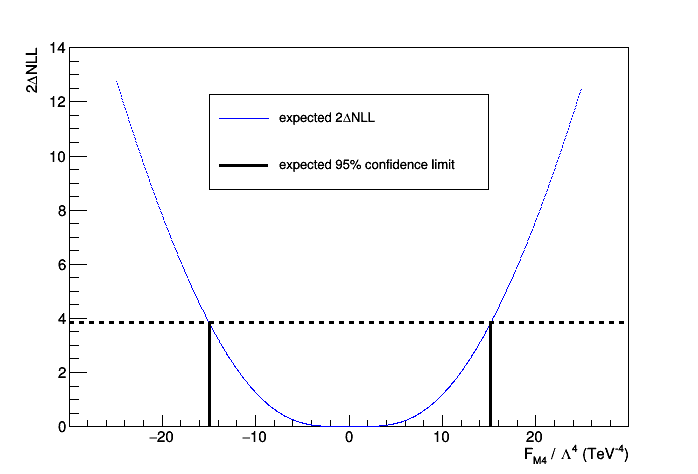 2ΔNLL
14
12
10
8
6
4
2
0
expected 2ΔNLL
expected 95% confidence limit
−20 −10 0 10 20
F_M4 / Λ^4 (TeV^-4)